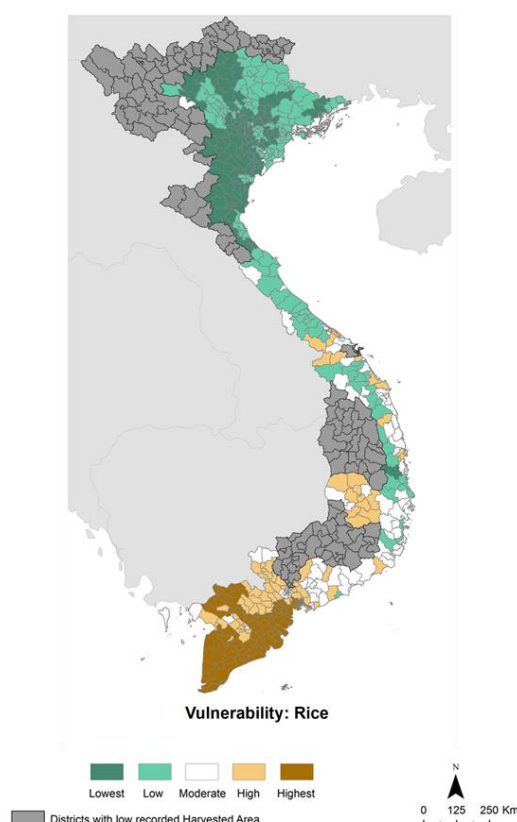 Vulnerability: Rice
Lowest Low Moderate High Highest
N
0 125 250 Km
Districts with low recorded Harvested Area